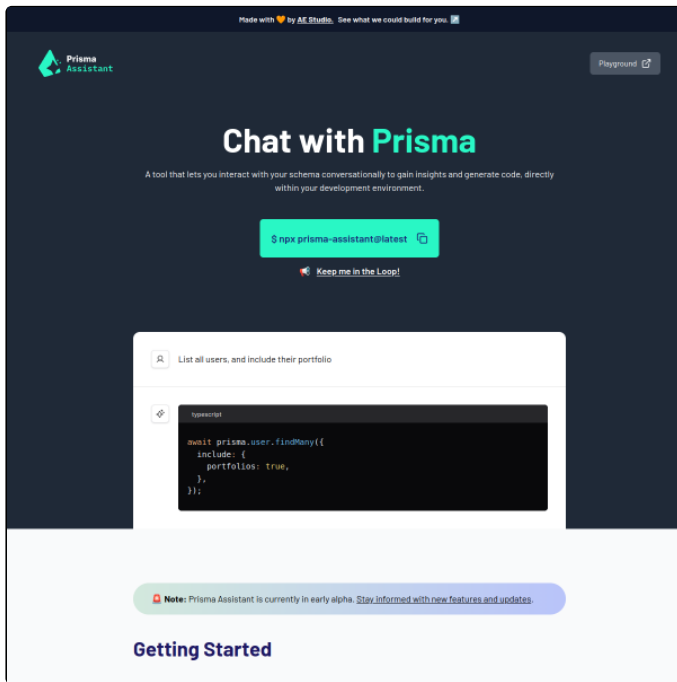 Made with 🧡 by AE Studio. See what we could build for you. ↗️
Prisma
Assistant
Playground
Chat with Prisma
A tool that lets you interact with your schema conversationally to gain insights and generate code, directly
within your development environment.
$ npx prisma-assistant@latest
📢 Keep me in the Loop!
List all users, and include their portfolio
typescript
await prisma.user.findMany({
  include: {
    portfolios: true,
  },
});
🚨 Note: Prisma Assistant is currently in early alpha. Stay informed with new features and updates.
Getting Started